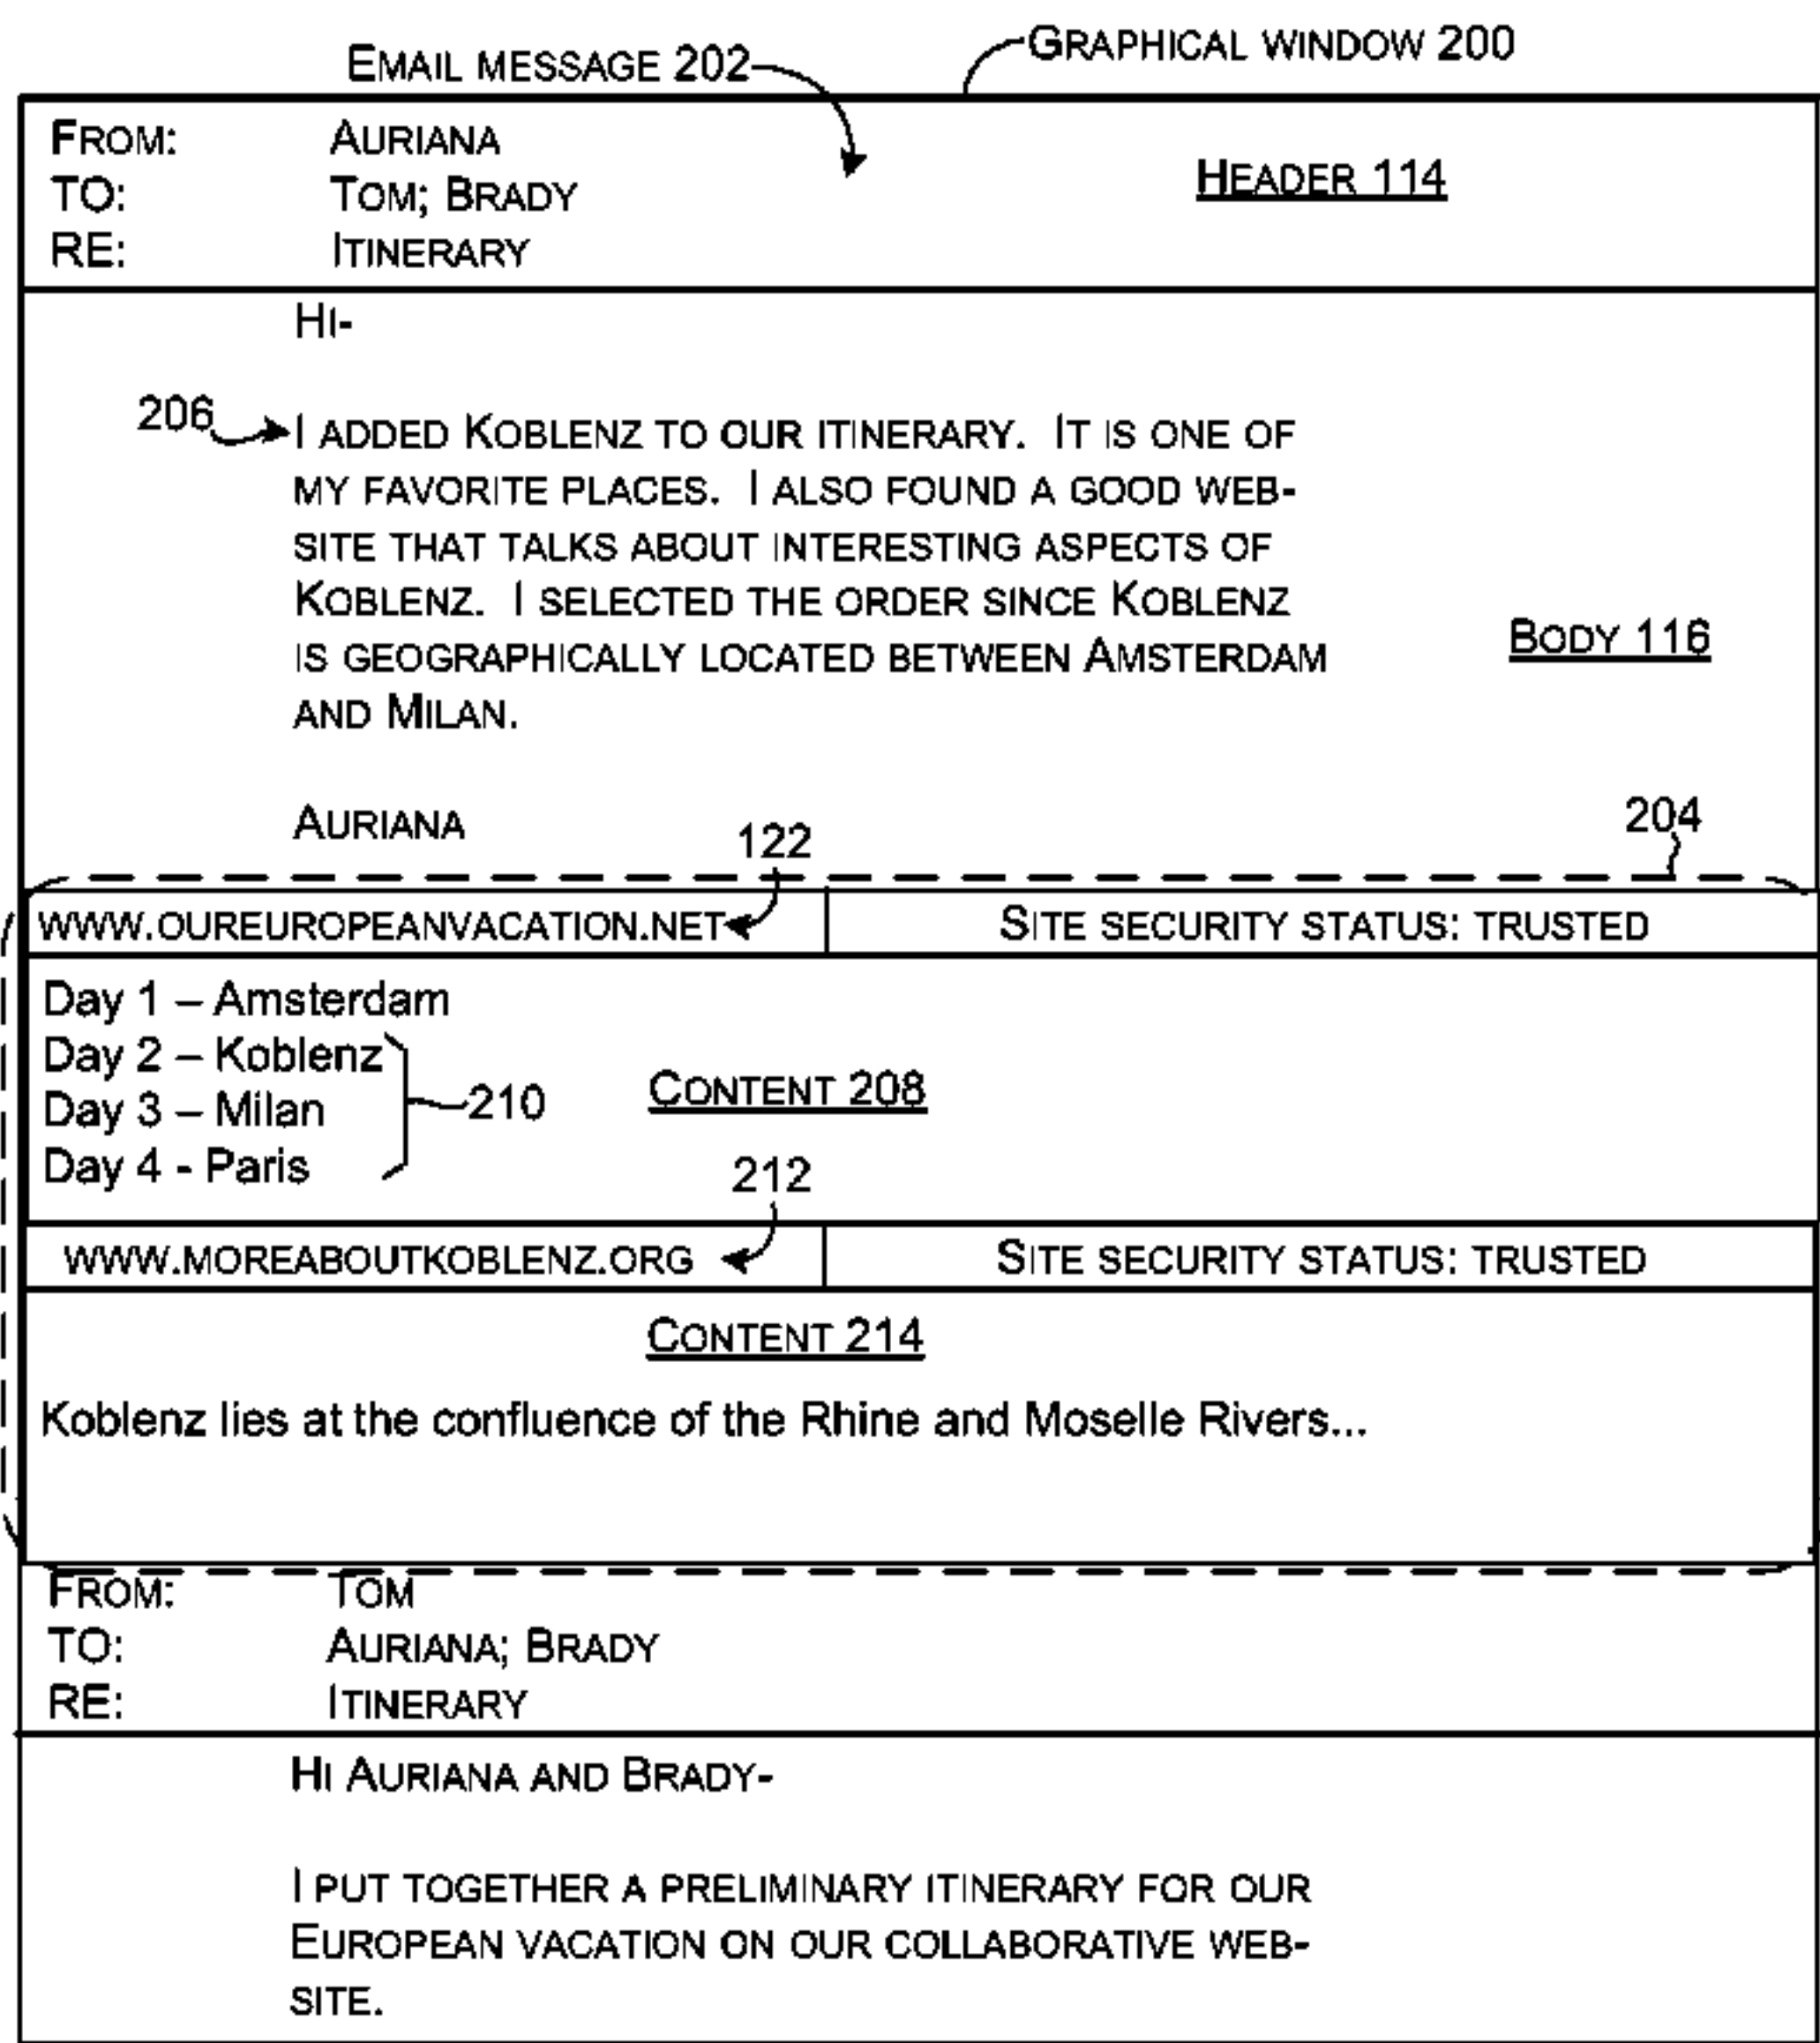 EMAIL MESSAGE 202
GRAPHICAL WINDOW 200
FROM: AURIANA
TO: TOM; BRADY
RE: ITINERARY
HEADER 114
HI-
206
I ADDED KOBLENZ TO OUR ITINERARY. IT IS ONE OF
MY FAVORITE PLACES. I ALSO FOUND A GOOD WEB-
SITE THAT TALKS ABOUT INTERESTING ASPECTS OF
KOBLENZ. I SELECTED THE ORDER SINCE KOBLENZ
IS GEOGRAPHICALLY LOCATED BETWEEN AMSTERDAM
AND MILAN.
BODY 116
AURIANA
122
204
WWW.OUREUROPEANVACATION.NET
SITE SECURITY STATUS: TRUSTED
Day 1 – Amsterdam
Day 2 – Koblenz
Day 3 – Milan
Day 4 - Paris
210
CONTENT 208
212
WWW.MOREABOUTKOBLENZ.ORG
SITE SECURITY STATUS: TRUSTED
CONTENT 214
Koblenz lies at the confluence of the Rhine and Moselle Rivers...
FROM: TOM
TO: AURIANA; BRADY
RE: ITINERARY
HI AURIANA AND BRADY-
I PUT TOGETHER A PRELIMINARY ITINERARY FOR OUR
EUROPEAN VACATION ON OUR COLLABORATIVE WEB-
SITE.